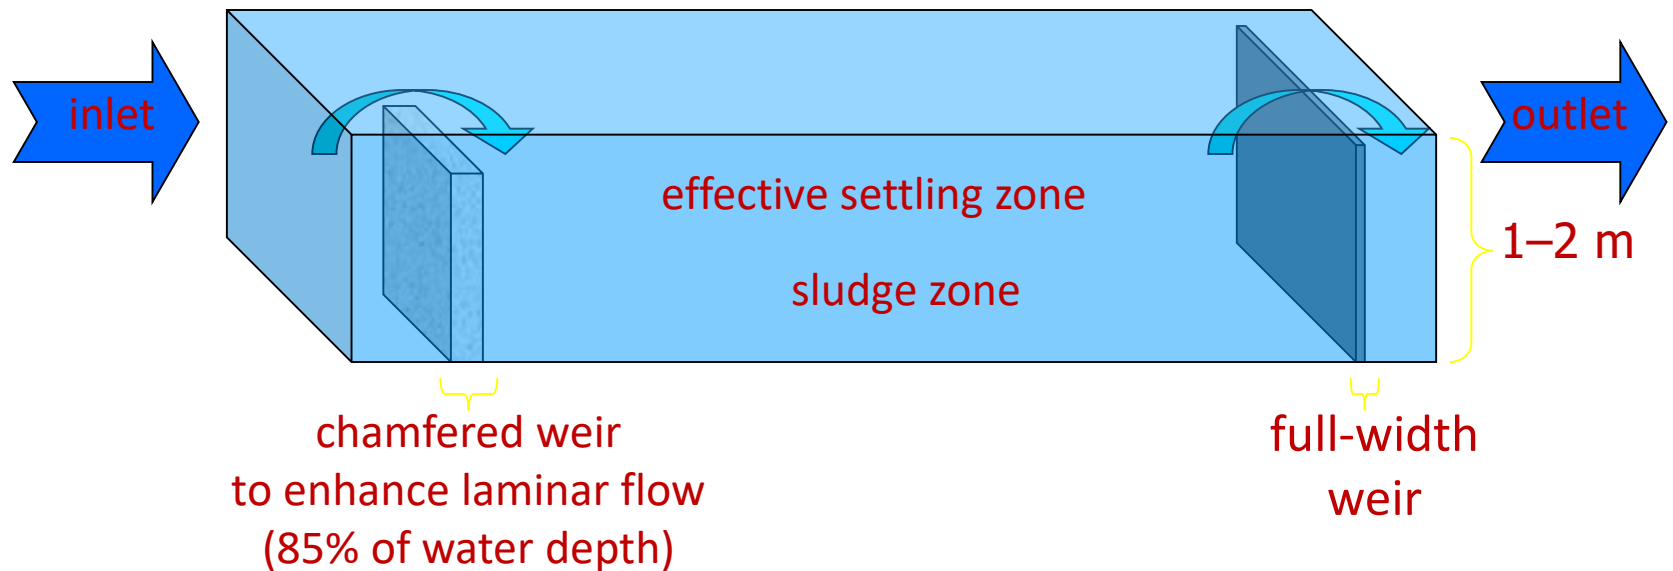 inlet
outlet
effective settling zone
1–2 m
sludge zone
chamfered weir
to enhance laminar flow
(85% of water depth)
full-width
weir